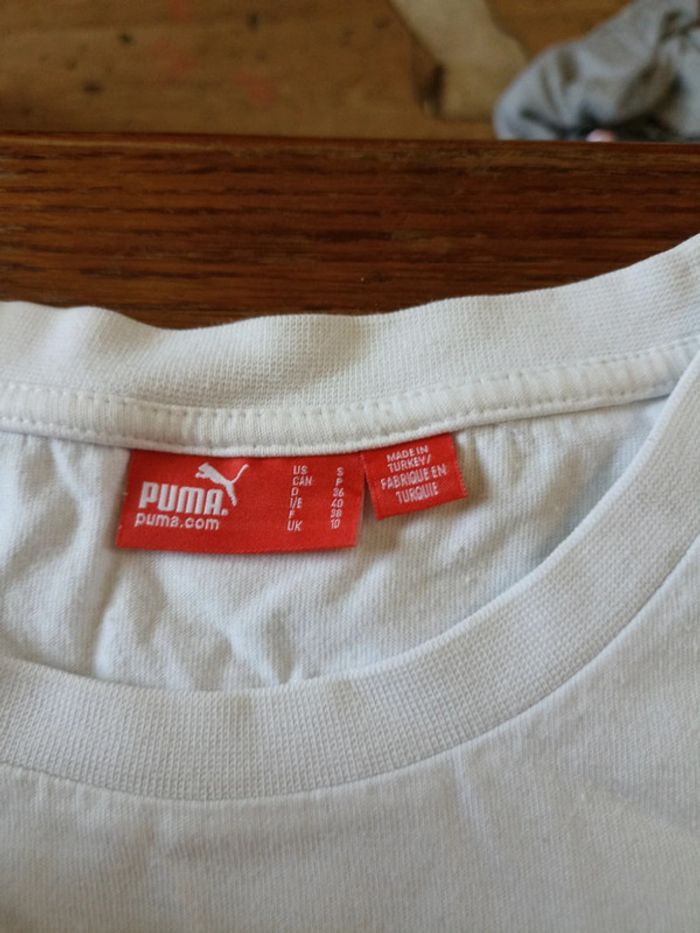 PUMA®
puma.com
US S
CAN P
D 36
I/E 40
F 38
UK 10
MADE IN
TURKEY/
FABRIQUE EN
TURQUIE